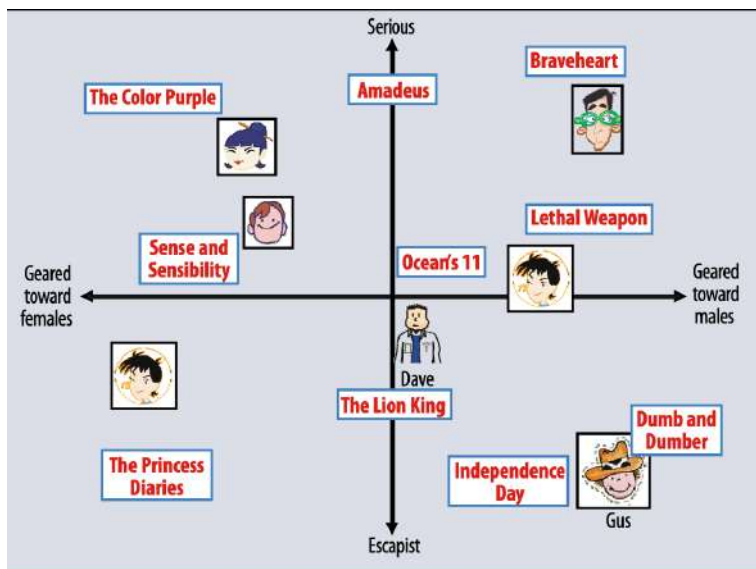 Serious
Braveheart
The Color Purple
Amadeus
Lethal Weapon
Sense and
Sensibility
Ocean's 11
Geared
toward
females
Geared
toward
males
Dave
The Lion King
Dumb and
Dumber
The Princess
Diaries
Independence
Day
Gus
Escapist